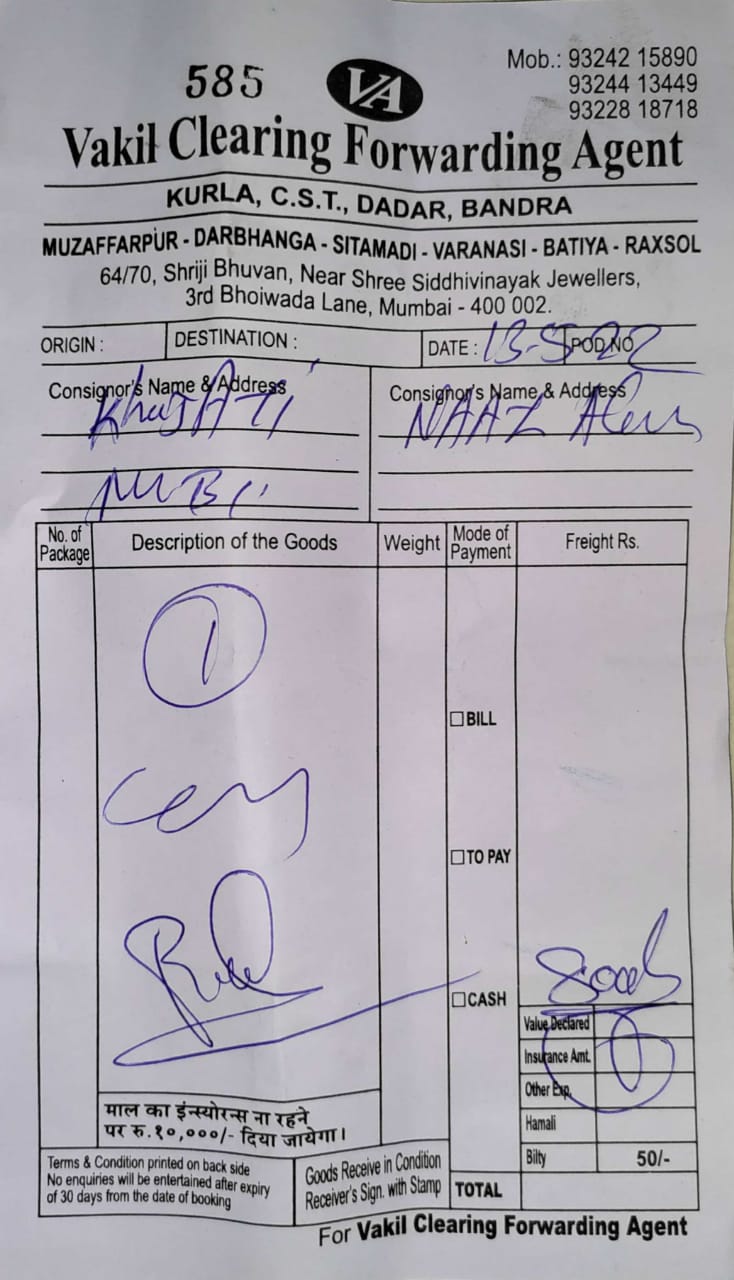 585
VA
Mob.: 93242 15890
93244 13449
93228 18718
Vakil Clearing Forwarding Agent
KURLA, C.S.T., DADAR, BANDRA
MUZAFFARPUR - DARBHANGA - SITAMADI - VARANASI - BATIYA - RAXSOL
64/70, Shriji Bhuvan, Near Shree Siddhivinayak Jewellers,
3rd Bhoiwada Lane, Mumbai - 400 002.
ORIGIN : DESTINATION : DATE : 13-5-22 POD NO
Consignor's Name & Address
Consignor's Name & Address
NAAZ
No. of Package
Description of the Goods
Weight
Mode of Payment
Freight Rs.
1
BILL
TO PAY
CASH
Value Declared
Insurance Amt.
Other Exp.
Hamali
Bilty 50/-
माल का इंन्स्योरन्स ना रहने
पर रु.१०,०००/- दिया जायेगा।
Terms & Condition printed on back side
No enquiries will be entertained after expiry
of 30 days from the date of booking
Goods Receive in Condition
Receiver's Sign. with Stamp
TOTAL
For Vakil Clearing Forwarding Agent